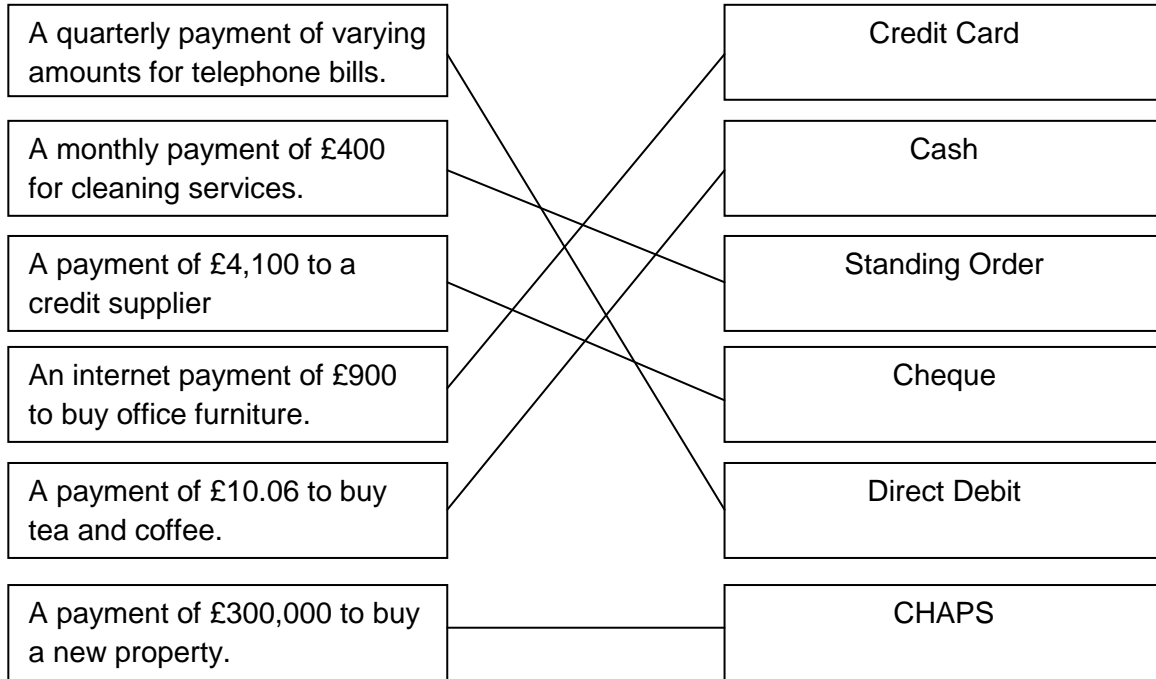 A quarterly payment of varying
amounts for telephone bills.
Credit Card
A monthly payment of £400
for cleaning services.
Cash
A payment of £4,100 to a
credit supplier
Standing Order
An internet payment of £900
to buy office furniture.
Cheque
A payment of £10.06 to buy
tea and coffee.
Direct Debit
A payment of £300,000 to buy
a new property.
CHAPS